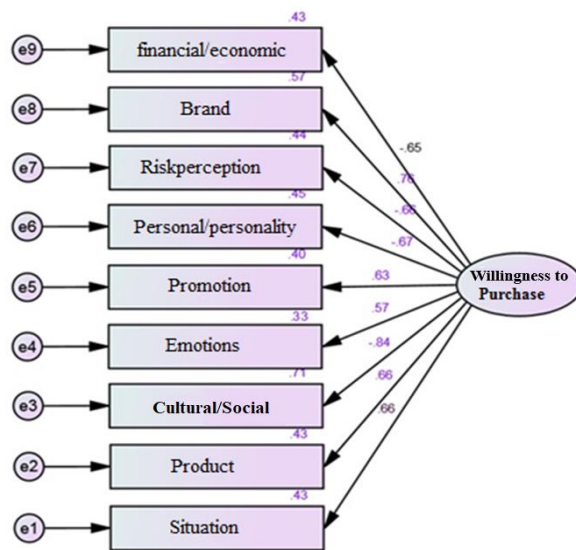 .43
e9
financial/economic
.57
-.65
e8
Brand
.44
.76
e7
Riskperception
.45
-.66
e6
Personal/personality
-.67
.40
e5
Promotion
.63
Willingness to
Purchase
.33
.57
e4
Emotions
.71
-.84
e3
Cultural/Social
.66
.43
e2
Product
.66
.43
e1
Situation